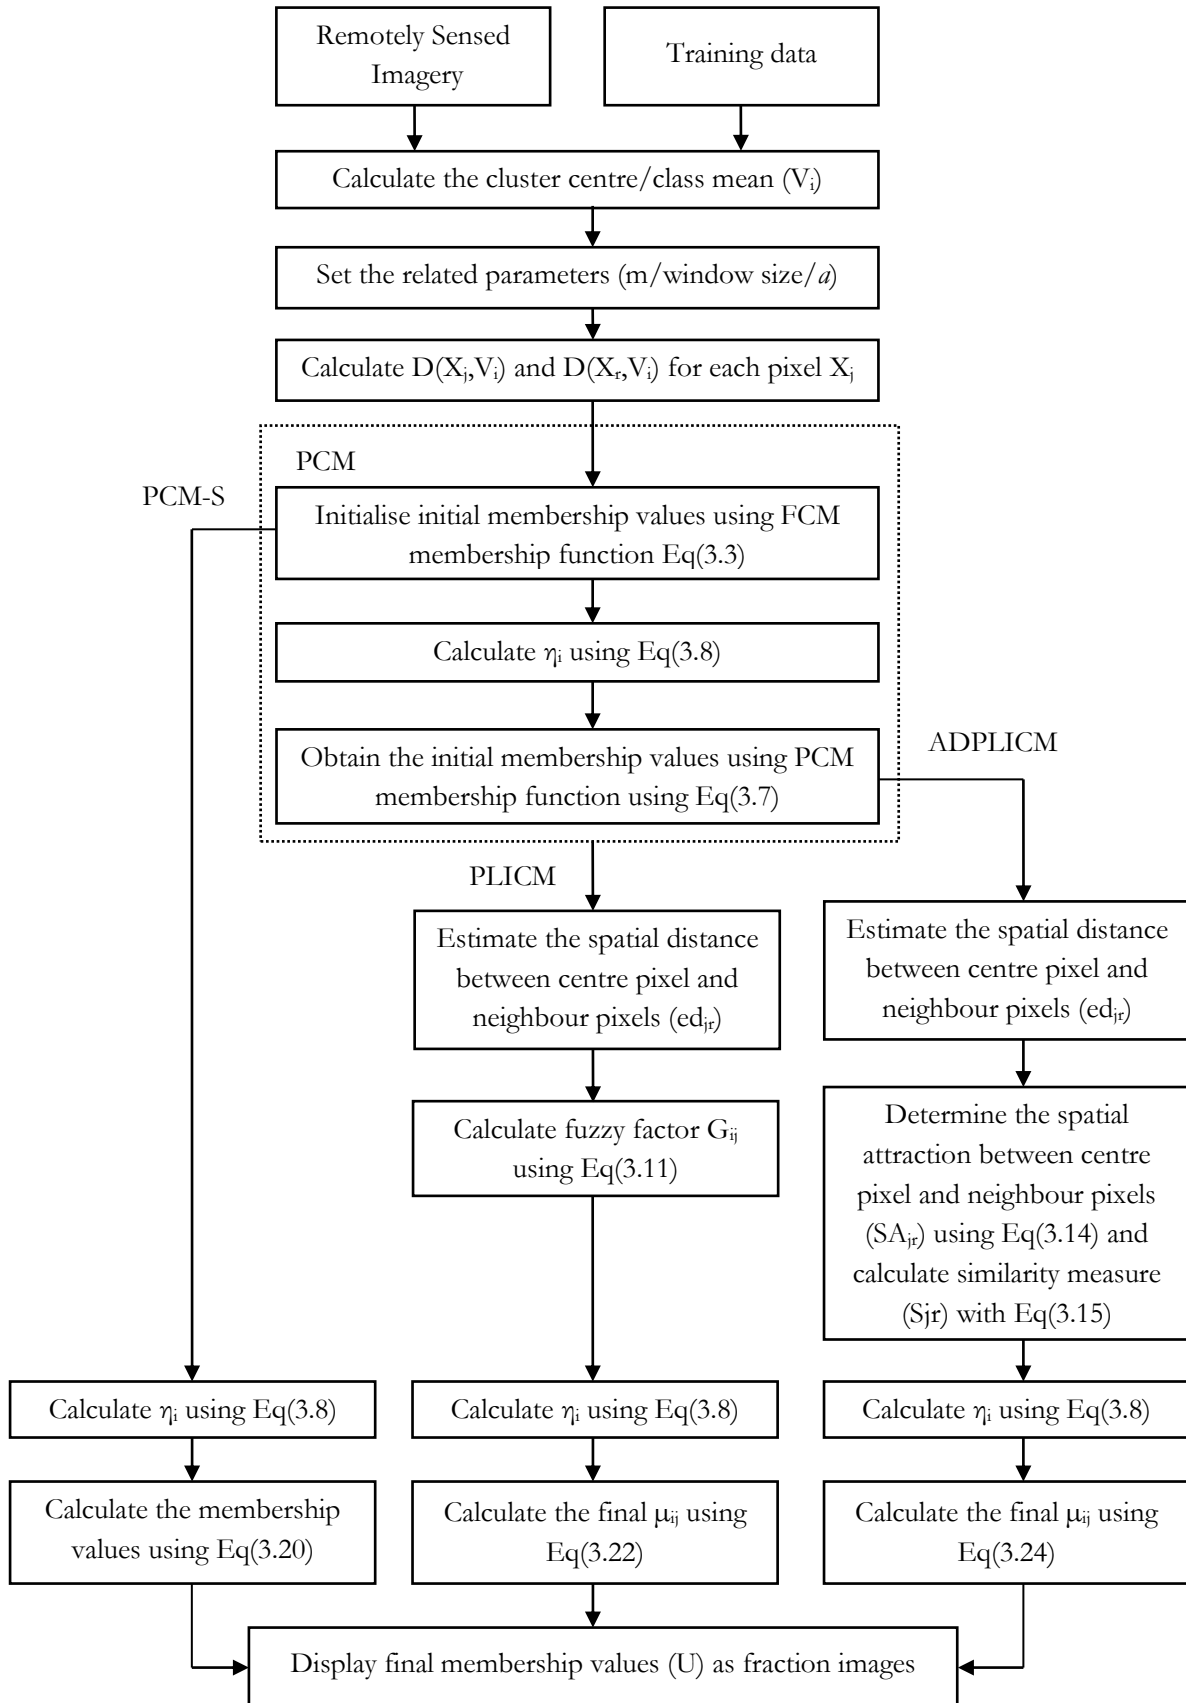 Remotely Sensed
Imagery
Training data
Calculate the cluster centre/class mean (Vi)
Set the related parameters (m/window size/a)
Calculate D(Xj,Vi) and D(Xr,Vi) for each pixel Xj
PCM
PCM-S
Initialise initial membership values using FCM
membership function Eq(3.3)
Calculate ηi using Eq(3.8)
Obtain the initial membership values using PCM
membership function using Eq(3.7)
ADPLICM
PLICM
Estimate the spatial distance
between centre pixel and
neighbour pixels (edjr)
Estimate the spatial distance
between centre pixel and
neighbour pixels (edjr)
Calculate fuzzy factor Gij
using Eq(3.11)
Determine the spatial
attraction between centre
pixel and neighbour pixels
(SAjr) using Eq(3.14) and
calculate similarity measure
(Sjr) with Eq(3.15)
Calculate ηi using Eq(3.8)
Calculate ηi using Eq(3.8)
Calculate ηi using Eq(3.8)
Calculate the membership
values using Eq(3.20)
Calculate the final μij using
Eq(3.22)
Calculate the final μij using
Eq(3.24)
Display final membership values (U) as fraction images